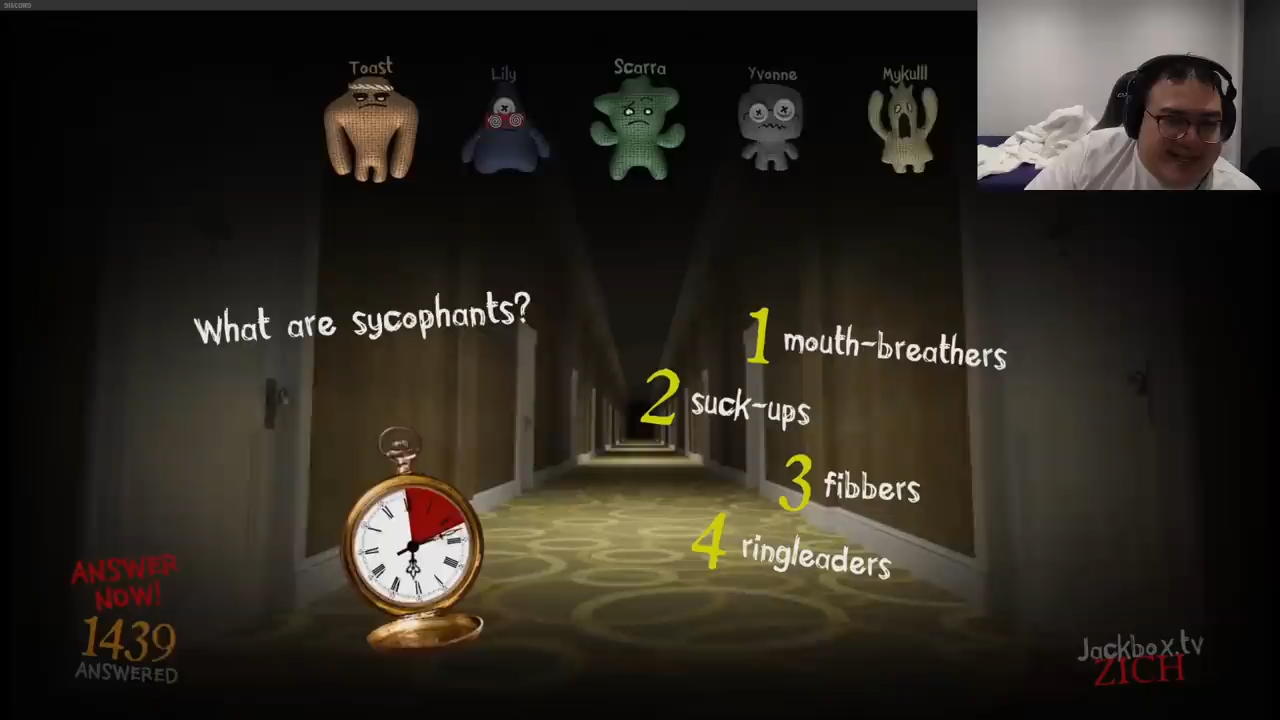 DISCORD
Toast
Lily
Scarra
Yvonne
Mykulll
What are sycophants?
1 mouth-breathers
2 suck-ups
3 fibbers
4 ringleaders
ANSWER
NOW!
1439
ANSWERED
Jackbox.tv
ZICH